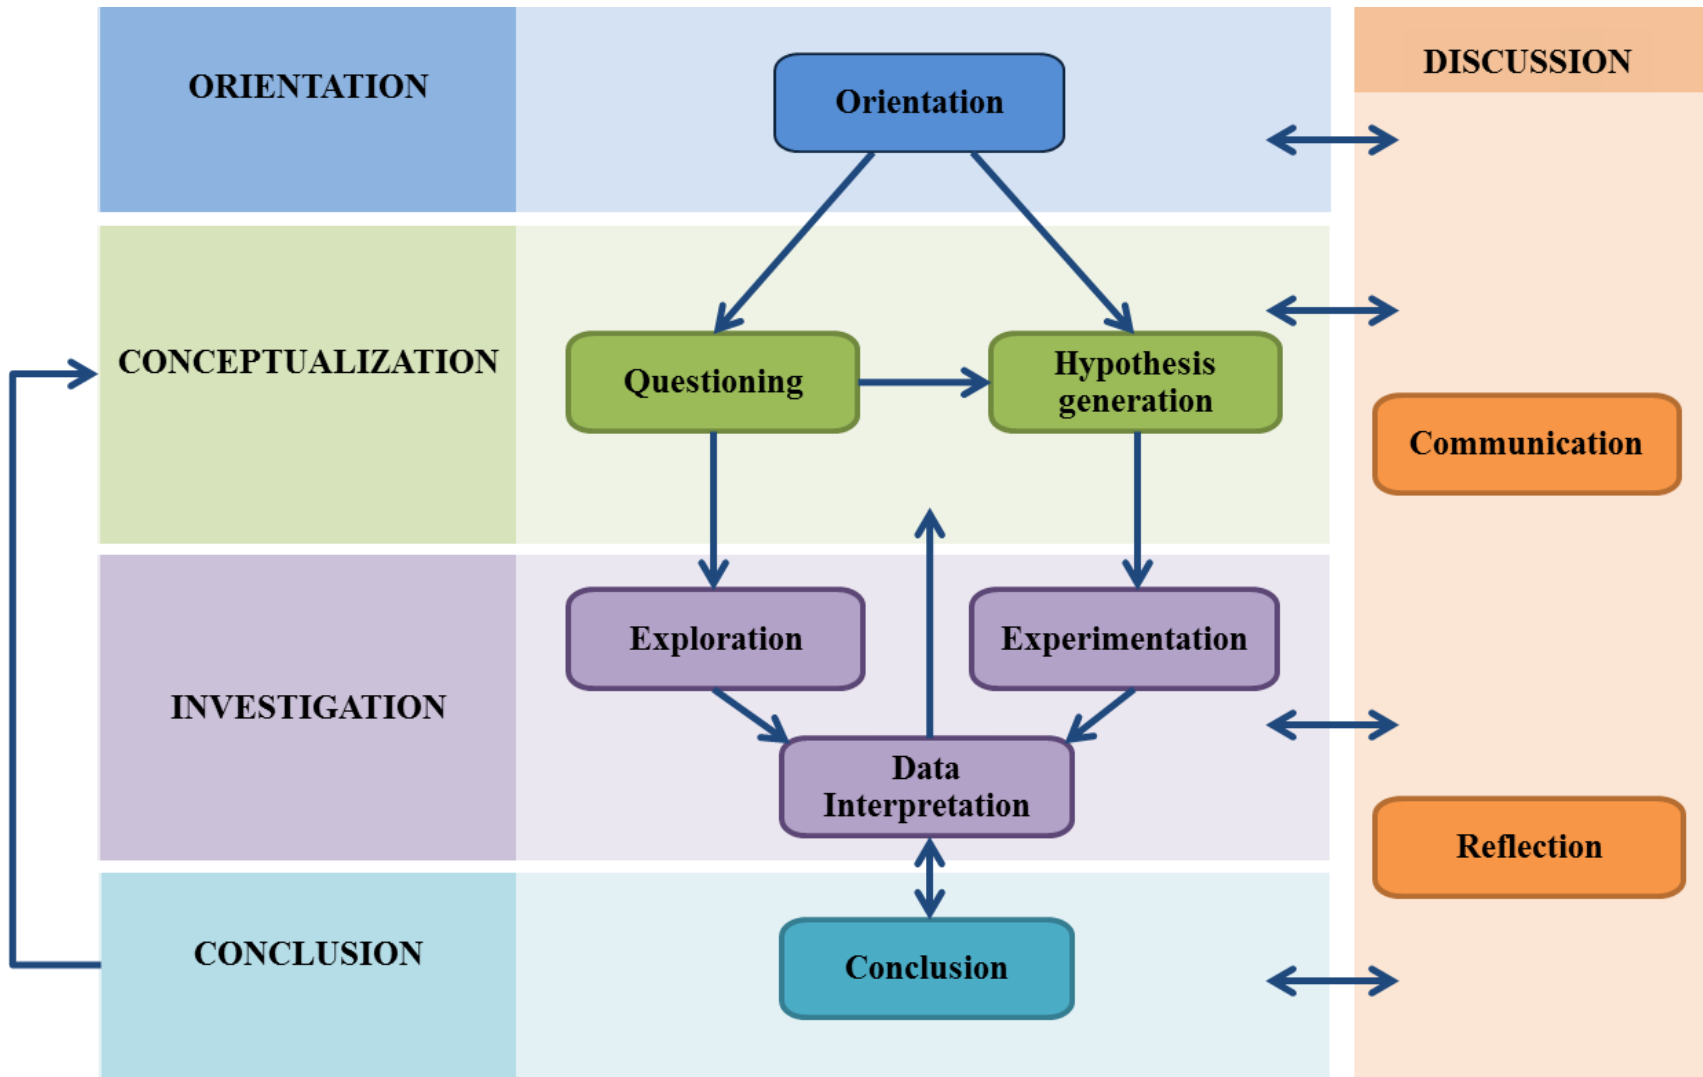 ORIENTATION
Orientation
DISCUSSION
CONCEPTUALIZATION
Questioning
Hypothesis
generation
Communication
INVESTIGATION
Exploration
Experimentation
Data
Interpretation
Reflection
CONCLUSION
Conclusion